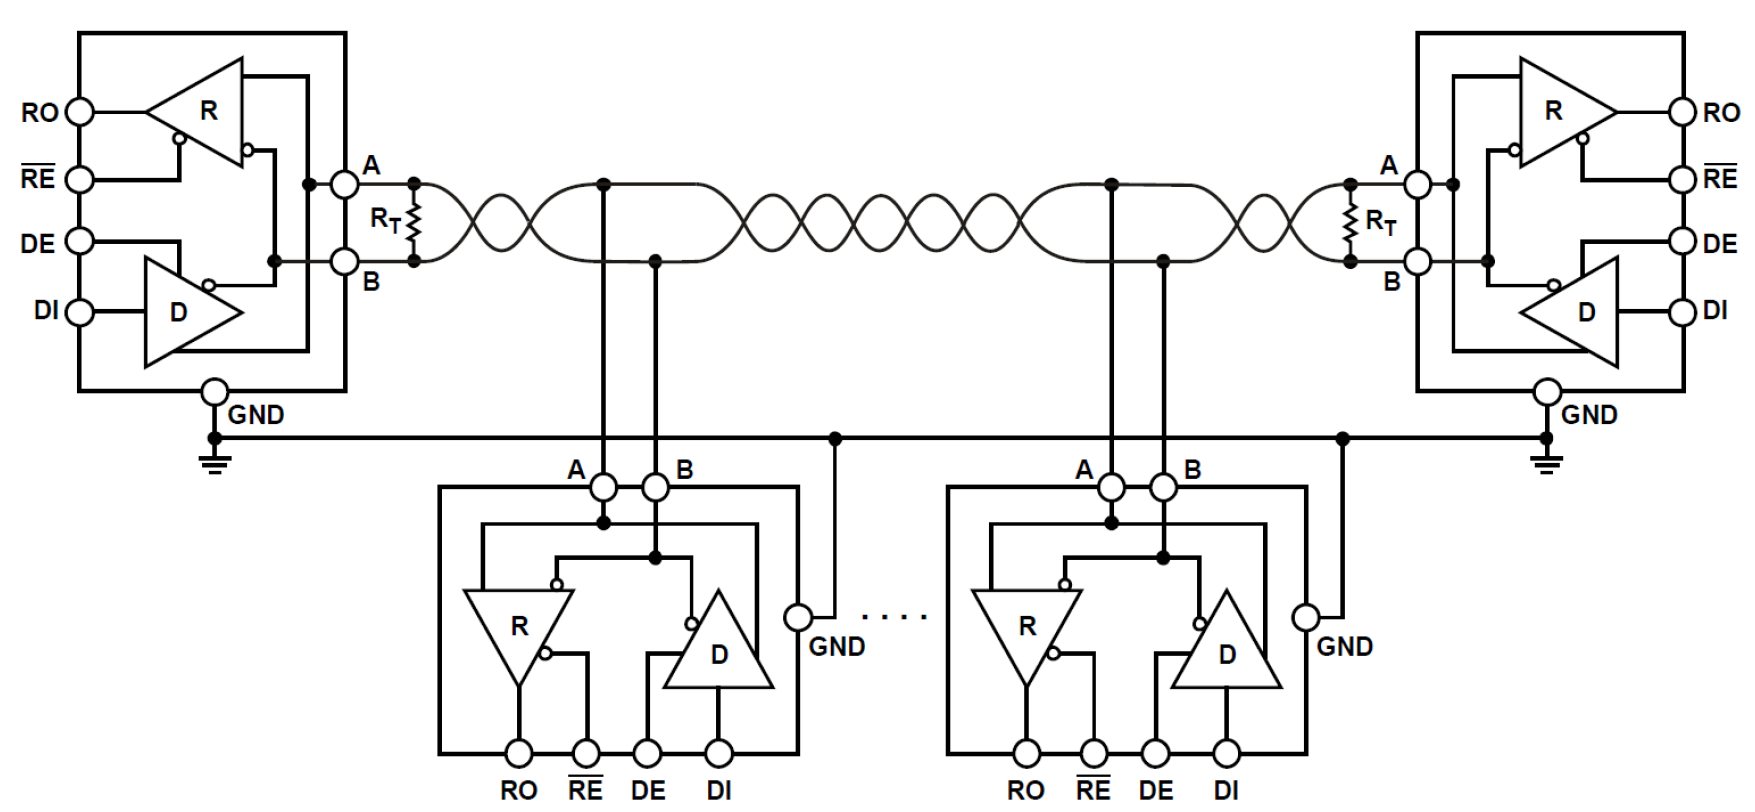 R
RO
RE
A
RT
DE
B
D
DI
GND
R
RO
A
RE
RT
DE
B
D
DI
GND
A
B
R
D
GND
RO
RE
DE
DI
. . . .
A
B
R
D
GND
RO
RE
DE
DI